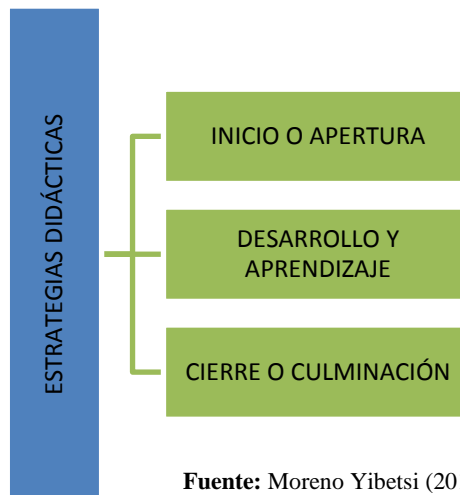 ESTRATEGIAS DIDÁCTICAS
INICIO O APERTURA
DESARROLLO Y
APRENDIZAJE
CIERRE O CULMINACIÓN
Fuente: Moreno Yibetsi (20